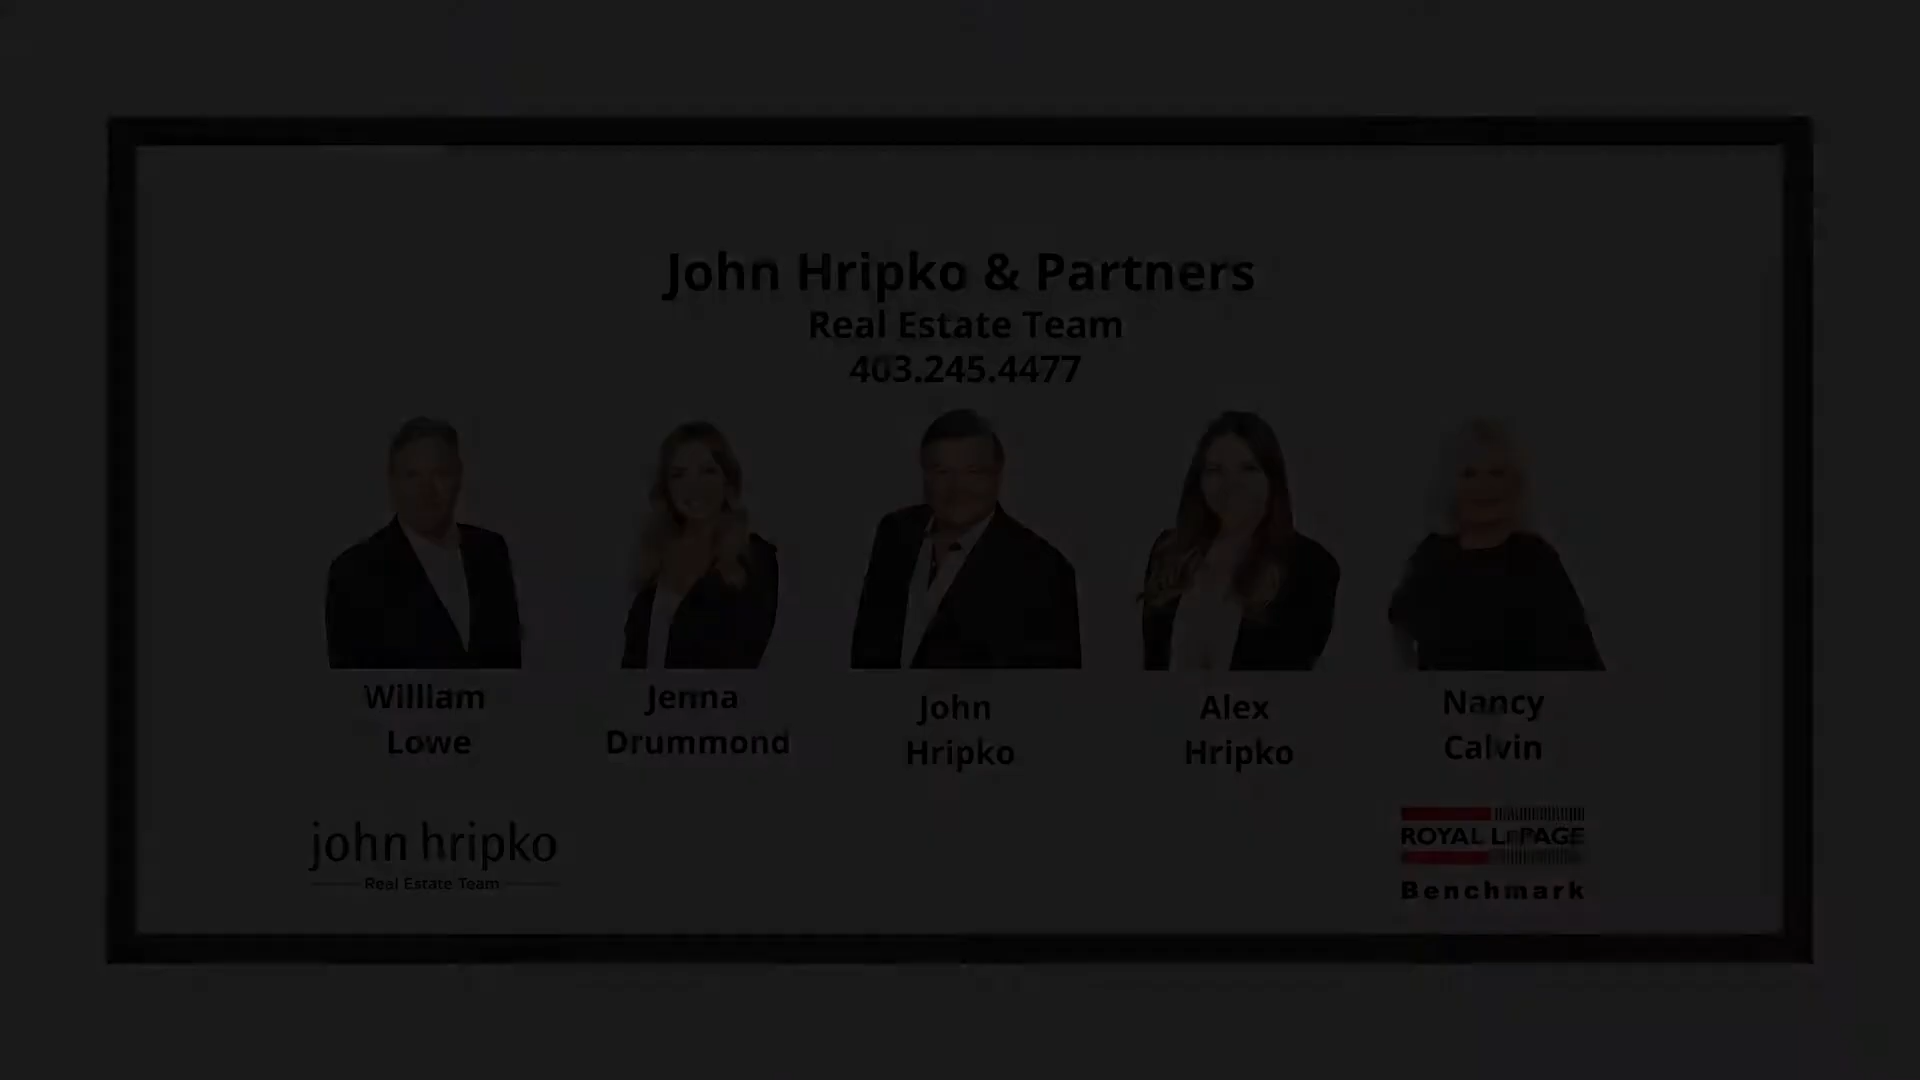 John Hripko & Partners
Real Estate Team
403.245.4477
William
Lowe
Jenna
Drummond
John
Hripko
Alex
Hripko
Nancy
Calvin
john hripko
Real Estate Team
ROYAL LEPAGE
Benchmark